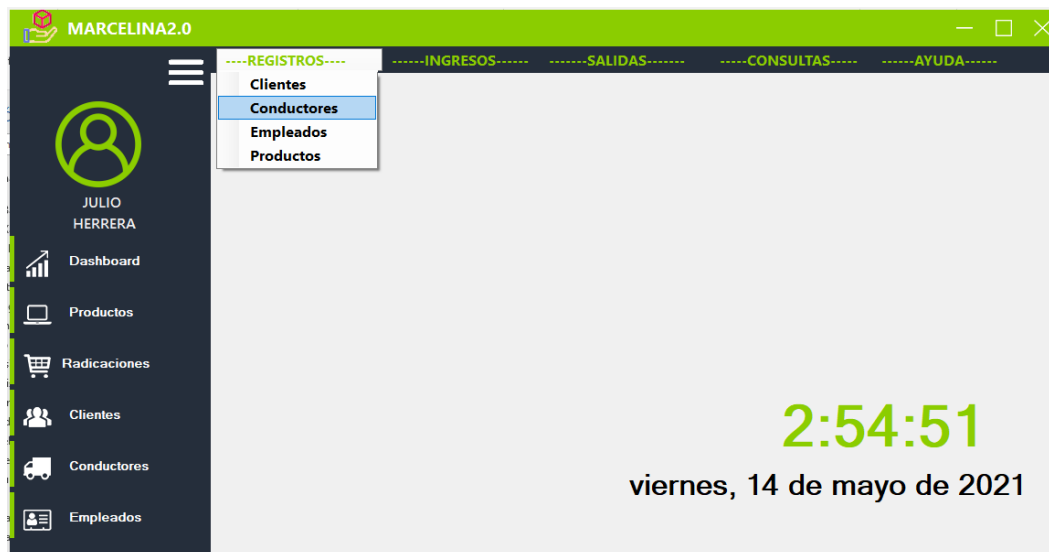 MARCELINA2.0
----REGISTROS---- ------INGRESOS------ -------SALIDAS------- -----CONSULTAS----- ------AYUDA------
Clientes
Conductores
Empleados
Productos
JULIO
HERRERA
Dashboard
Productos
Radicaciones
Clientes
Conductores
Empleados
2:54:51
viernes, 14 de mayo de 2021